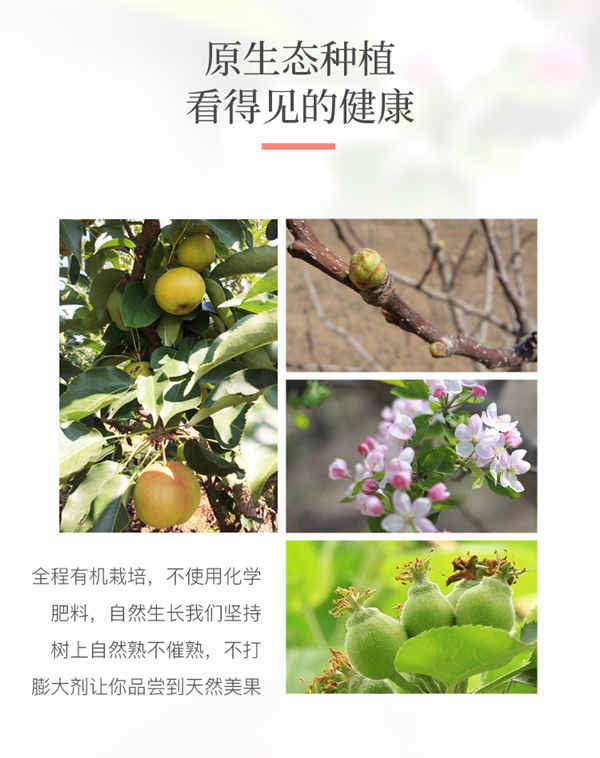 原生态种植
看得见的健康
全程有机栽培，不使用化学
肥料，自然生长我们坚持
树上自然熟不催熟，不打
膨大剂让你品尝到天然美果